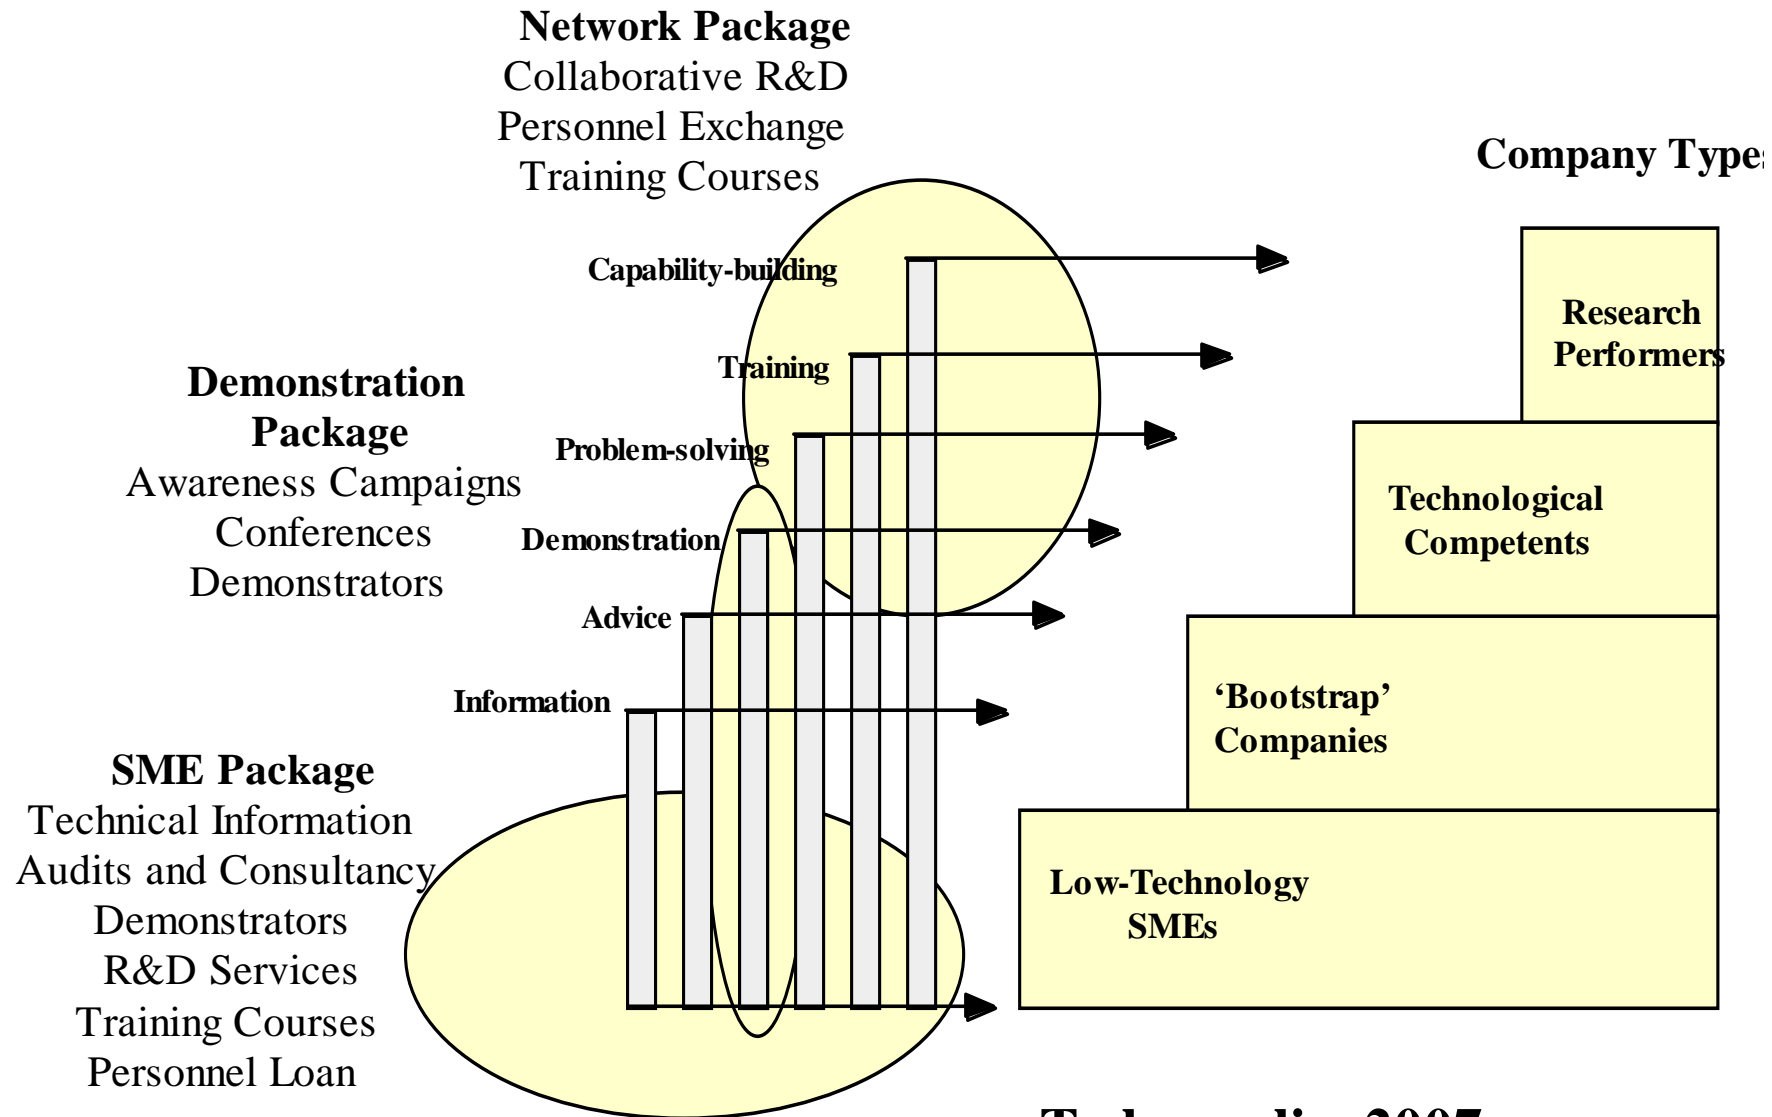 Network Package
Collaborative R&D
Personnel Exchange
Training Courses
Company Types
Capability-building
Research
Performers
Training
Demonstration
Package
Awareness Campaigns
Conferences
Demonstrators
Problem-solving
Technological
Competents
Demonstration
Advice
Information
‘Bootstrap’
Companies
SME Package
Technical Information
Audits and Consultancy
Demonstrators
R&D Services
Training Courses
Personnel Loan
Low-Technology
SMEs
2007